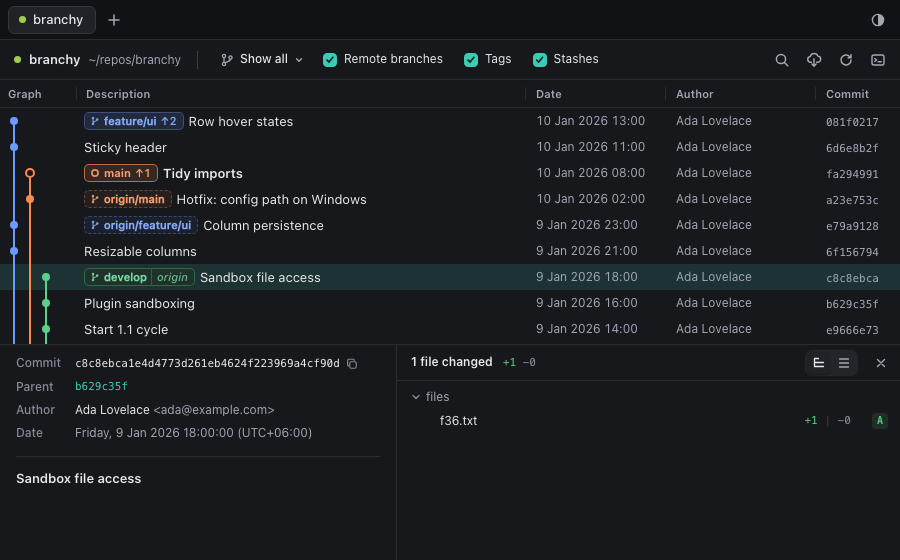 branchy
branchy ~/repos/branchy Show all Remote branches Tags Stashes
Graph Description Date Author Commit
feature/ui ↑2 Row hover states 10 Jan 2026 13:00 Ada Lovelace 081f0217
Sticky header 10 Jan 2026 11:00 Ada Lovelace 6d6e8b2f
main ↑1 Tidy imports 10 Jan 2026 08:00 Ada Lovelace fa294991
origin/main Hotfix: config path on Windows 10 Jan 2026 02:00 Ada Lovelace a23e753c
origin/feature/ui Column persistence 9 Jan 2026 23:00 Ada Lovelace e79a9128
Resizable columns 9 Jan 2026 21:00 Ada Lovelace 6f156794
develop origin Sandbox file access 9 Jan 2026 18:00 Ada Lovelace c8c8ebca
Plugin sandboxing 9 Jan 2026 16:00 Ada Lovelace b629c35f
Start 1.1 cycle 9 Jan 2026 14:00 Ada Lovelace e9666e73
Commit c8c8ebca1e4d4773d261eb4624f223969a4cf90d
Parent b629c35f
Author Ada Lovelace <ada@example.com>
Date Friday, 9 Jan 2026 18:00:00 (UTC+06:00)
Sandbox file access
1 file changed +1 −0
files
f36.txt +1 −0 A